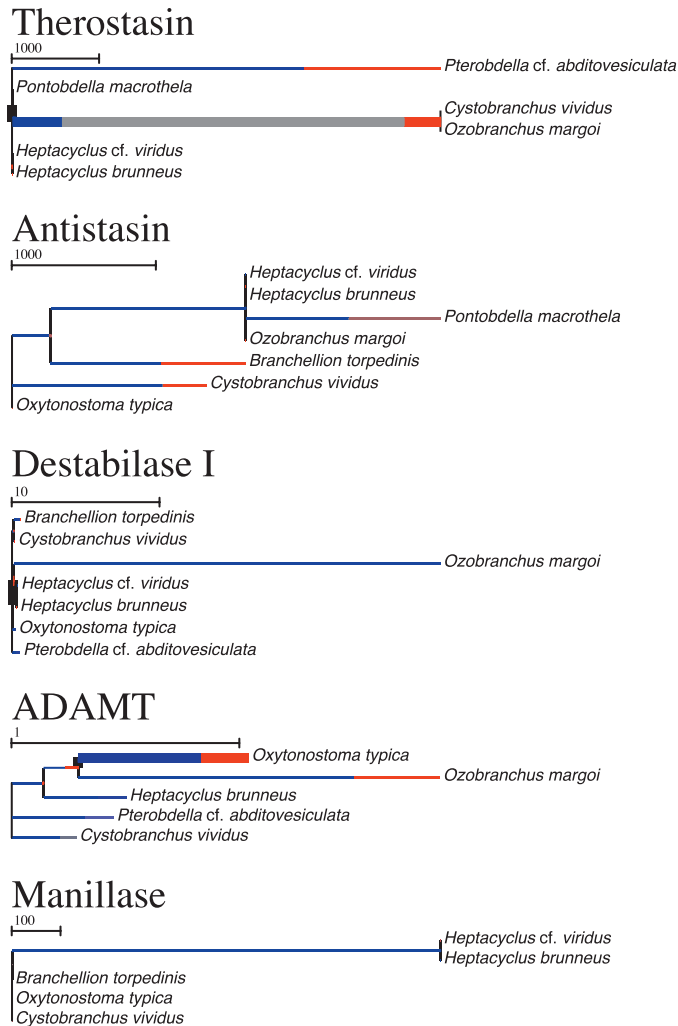 Therostasin
1000
Pterobdella cf. abditovesiculata
Pontobdella macrothela
Cystobranchus vividus
Ozobranchus margoi
Heptacyclus cf. viridus
Heptacyclus brunneus
Antistasin
1000
Heptacyclus cf. viridus
Heptacyclus brunneus
Pontobdella macrothela
Ozobranchus margoi
Branchellion torpedinis
Cystobranchus vividus
Oxytonostoma typica
Destabilase I
10
Branchellion torpedinis
Cystobranchus vividus
Ozobranchus margoi
Heptacyclus cf. viridus
Heptacyclus brunneus
Oxytonostoma typica
Pterobdella cf. abditovesiculata
ADAMT
1
Oxytonostoma typica
Ozobranchus margoi
Heptacyclus brunneus
Pterobdella cf. abditovesiculata
Cystobranchus vividus
Manillase
100
Heptacyclus cf. viridus
Heptacyclus brunneus
Branchellion torpedinis
Oxytonostoma typica
Cystobranchus vividus